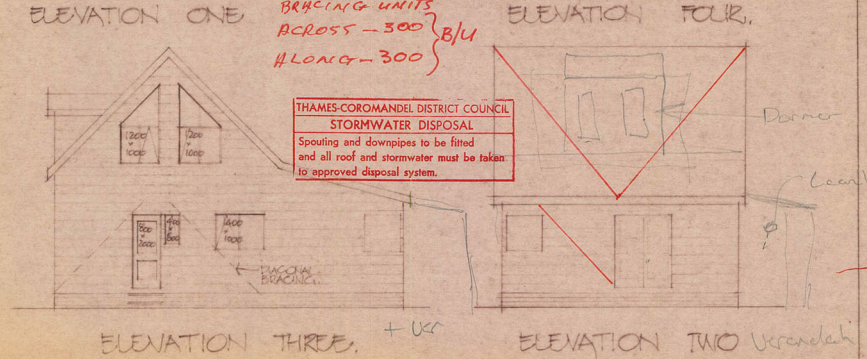 ELEVATION ONE
BRACING UNITS
ACROSS - 300
ALONG - 300
B/U
ELEVATION FOUR.
THAMES-COROMANDEL DISTRICT COUNCIL
STORMWATER DISPOSAL
Spouting and downpipes to be fitted
and all roof and stormwater must be taken
to approved disposal system.
Dormer
1200
x
1000
1200
x
1000
800
x
2000
400
x
800
1400
x
1000
DIAGONAL
BRACING.
ELEVATION THREE.
ELEVATION TWO
Verandah